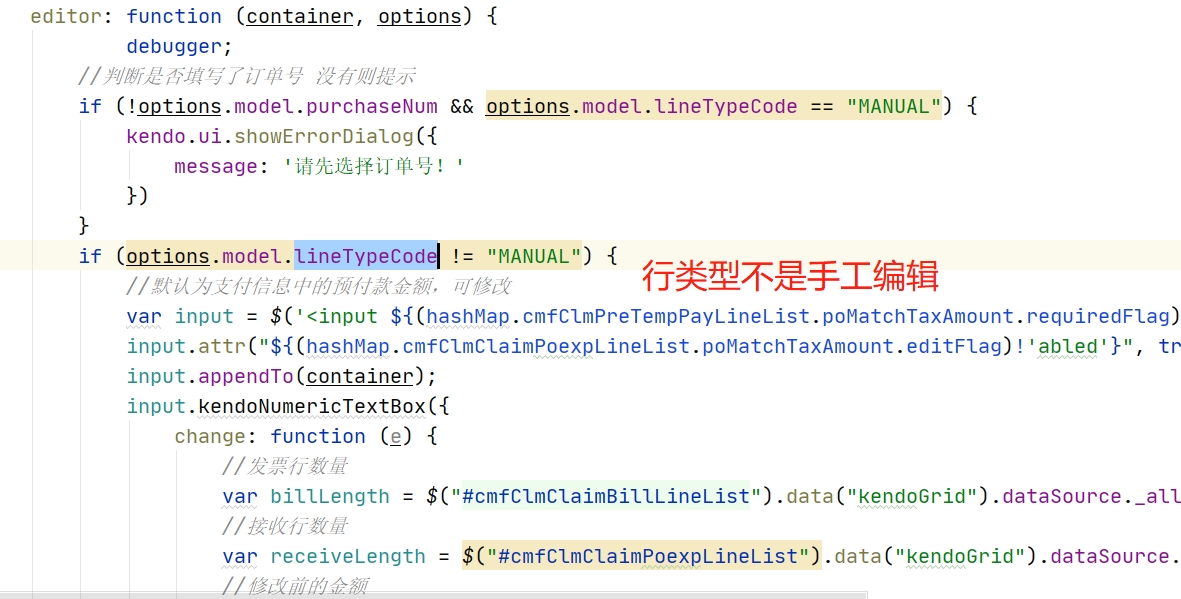 editor: function (container, options) {
debugger;
//判断是否填写了订单号 没有则提示
if (!options.model.purchaseNum && options.model.lineTypeCode == "MANUAL") {
kendo.ui.showErrorDialog({
message: '请先选择订单号！'
})
}
if (options.model.lineTypeCode != "MANUAL") {
行类型不是手工编辑
//默认为支付信息中的预付款金额，可修改
var input = $('<input ${(hashMap.cmfClmPreTempPayLineList.poMatchTaxAmount.requiredFlag)
input.attr("${(hashMap.cmfClmClaimPoexpLineList.poMatchTaxAmount.editFlag)!'abled'}", tr
input.appendTo(container);
input.kendoNumericTextBox({
change: function (e) {
//发票行数量
var billLength = $("#cmfClmClaimBillLineList").data("kendoGrid").dataSource._all
//接收行数量
var receiveLength = $("#cmfClmClaimPoexpLineList").data("kendoGrid").dataSource.
//修改前的金额